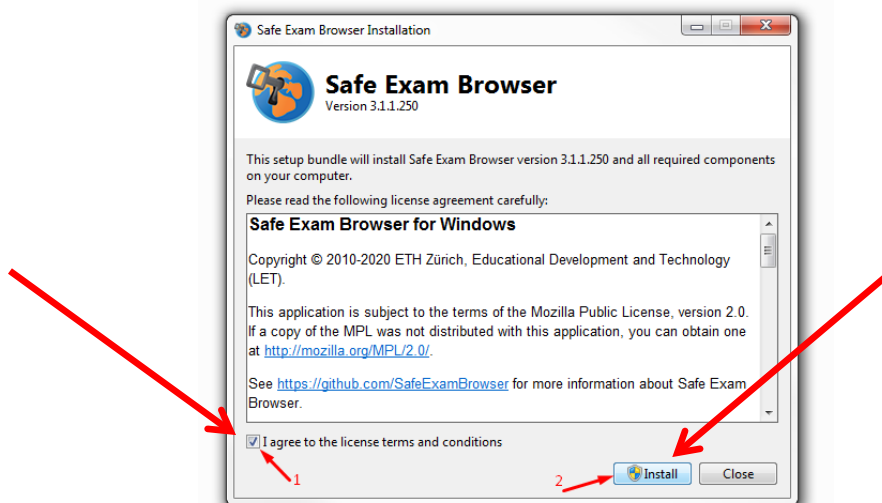 Safe Exam Browser Installation
Safe Exam Browser
Version 3.1.1.250
This setup bundle will install Safe Exam Browser version 3.1.1.250 and all required components
on your computer.
Please read the following license agreement carefully:
Safe Exam Browser for Windows
Copyright © 2010-2020 ETH Zürich, Educational Development and Technology
(LET).
This application is subject to the terms of the Mozilla Public License, version 2.0.
If a copy of the MPL was not distributed with this application, you can obtain one
at http://mozilla.org/MPL/2.0/.
See https://github.com/SafeExamBrowser for more information about Safe Exam
Browser.
I agree to the license terms and conditions
1
2
Install
Close